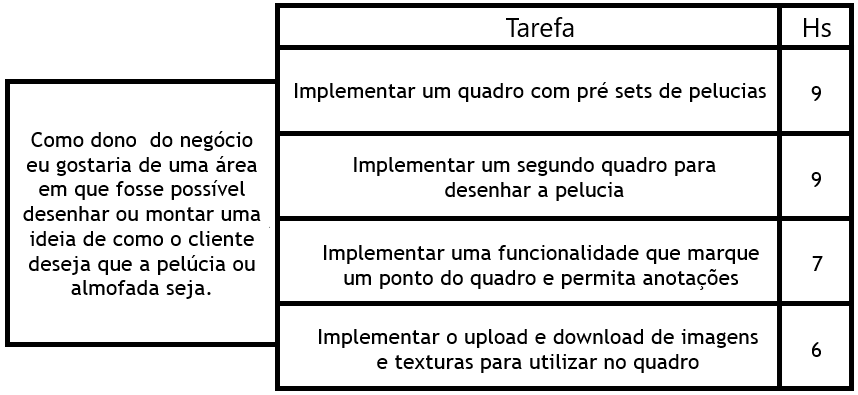 Tarefa
Hs
Como dono do negócio
eu gostaria de uma área
em que fosse possível
desenhar ou montar uma
ideia de como o cliente
deseja que a pelúcia ou
almofada seja.
Implementar um quadro com pré sets de pelucias
9
Implementar um segundo quadro para
desenhar a pelucia
9
Implementar uma funcionalidade que marque
um ponto do quadro e permita anotações
7
Implementar o upload e download de imagens
e texturas para utilizar no quadro
6